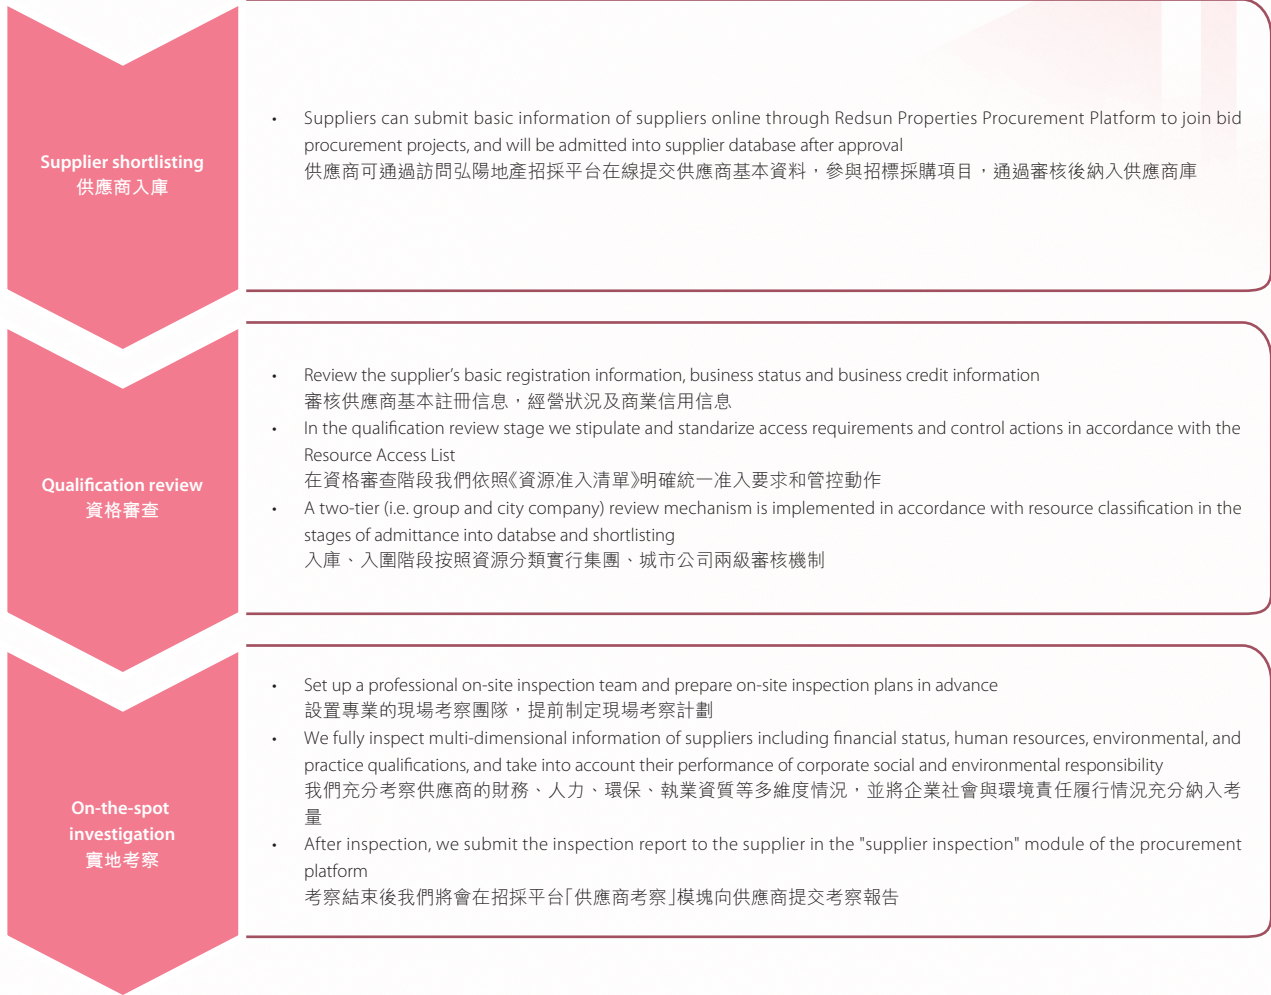 Supplier shortlisting
供應商入庫
• Suppliers can submit basic information of suppliers online through Redsun Properties Procurement Platform to join bid
procurement projects, and will be admitted into supplier database after approval
供應商可通過訪問弘陽地產招採平台在線提交供應商基本資料，參與招標採購項目，通過審核後納入供應商庫
Qualification review
資格審查
• Review the supplier’s basic registration information, business status and business credit information
審核供應商基本註冊信息，經營狀況及商業信用信息
• In the qualification review stage we stipulate and standarize access requirements and control actions in accordance with the
Resource Access List
在資格審查階段我們依照《資源准入清單》明確統一准入要求和管控動作
• A two-tier (i.e. group and city company) review mechanism is implemented in accordance with resource classification in the
stages of admittance into databse and shortlisting
入庫、入圍階段按照資源分類實行集團、城市公司兩級審核機制
On-the-spot
investigation
實地考察
• Set up a professional on-site inspection team and prepare on-site inspection plans in advance
設置專業的現場考察團隊，提前制定現場考察計劃
• We fully inspect multi-dimensional information of suppliers including financial status, human resources, environmental, and
practice qualifications, and take into account their performance of corporate social and environmental responsibility
我們充分考察供應商的財務、人力、環保、執業資質等多維度情況，並將企業社會與環境責任履行情況充分納入考
量
• After inspection, we submit the inspection report to the supplier in the "supplier inspection" module of the procurement
platform
考察結束後我們將會在招採平台「供應商考察」模塊向供應商提交考察報告